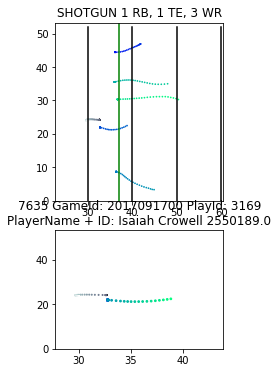 SHOTGUN 1 RB, 1 TE, 3 WR
50
40
30
20
10
0
30 40 50 60
7635 GameId: 2017091700 PlayId: 3169
PlayerName + ID: Isaiah Crowell 2550189.0
40
20
0
30 35 40